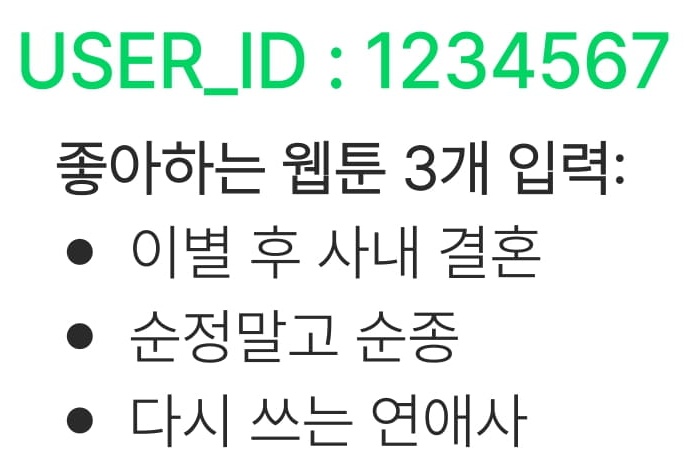 USER_ID : 1234567
좋아하는 웹툰 3개 입력:
● 이별 후 사내 결혼
● 순정말고 순종
● 다시 쓰는 연애사